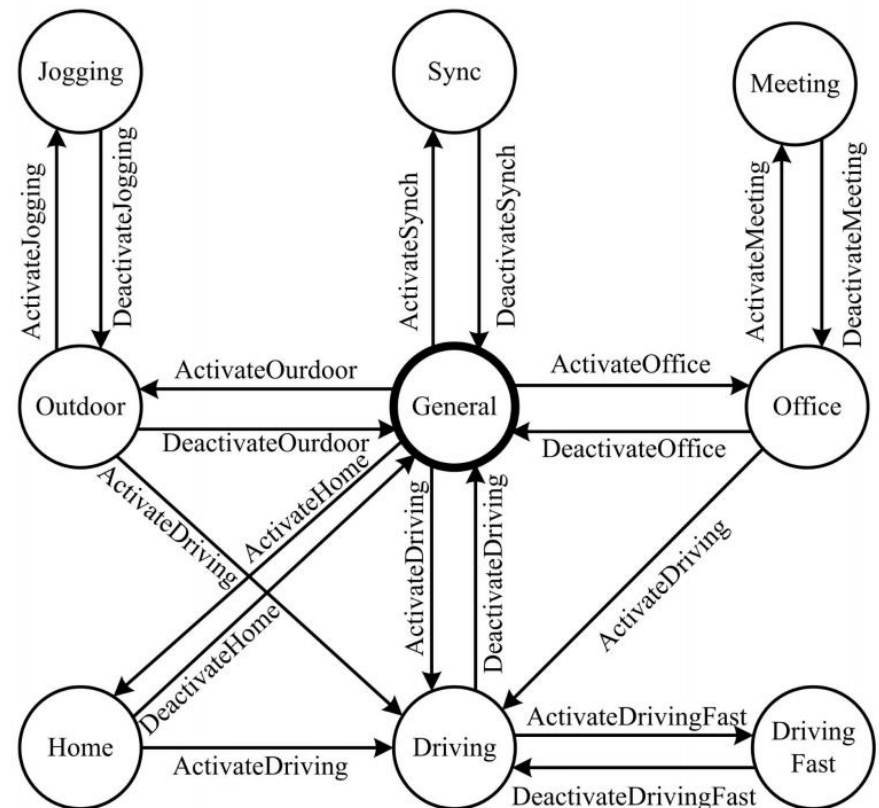 Jogging
Sync
Meeting
ActivateJogging
DeactivateJogging
ActivateSynch
DeactivateSynch
ActivateMeeting
DeactivateMeeting
ActivateOurdoor
ActivateOffice
Outdoor
General
Office
DeactivateOurdoor
DeactivateOffice
ActivateDriving
ActivateHome
ActivateDriving
DeactivateDriving
ActivateDriving
DeactivateHome
Home
ActivateDriving
Driving
ActivateDrivingFast
Driving
Fast
DeactivateDrivingFast